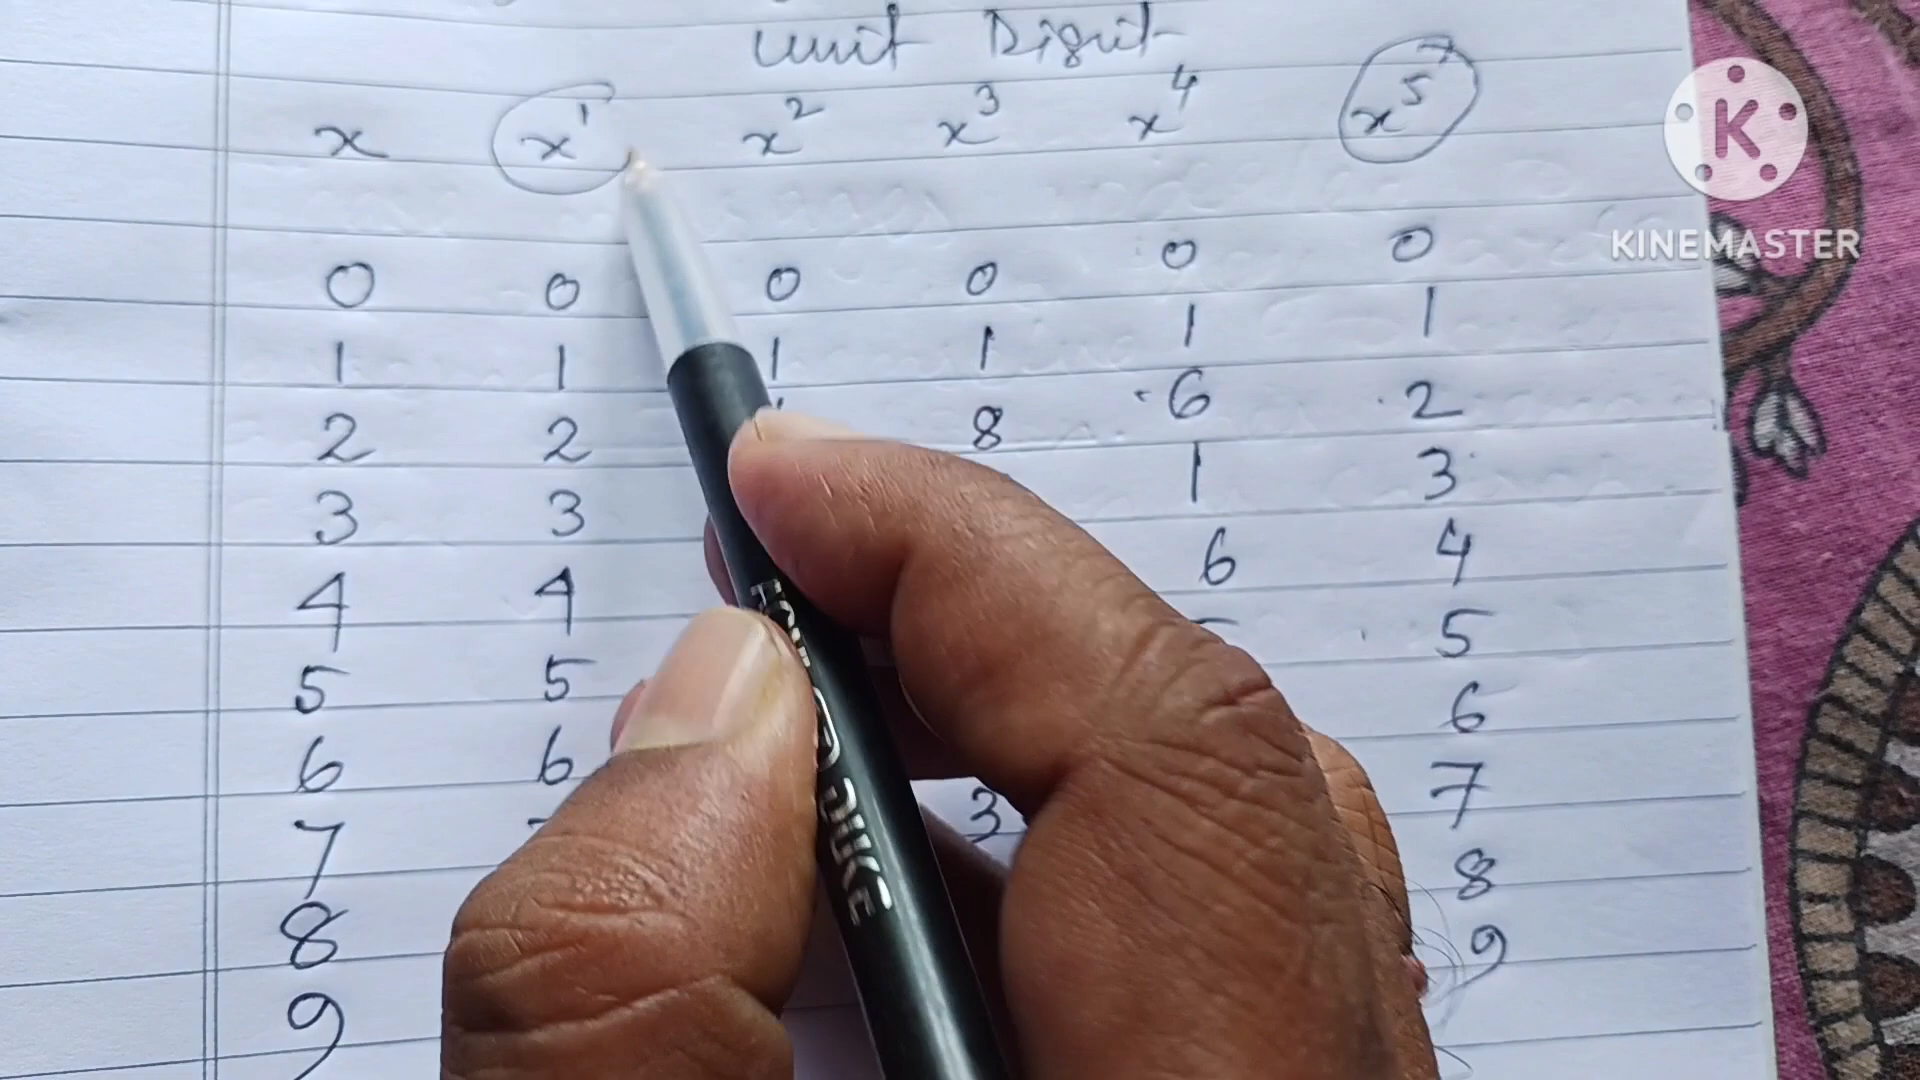 Unit Digit
x x¹ x² x³ x⁴ x⁵
K
KINEMASTER
0 0 0 0 0 0
1 1 1 1 1 1
2 2 8 6 2
3 3 1 3
4 4 6 4
5 5 5
6 6 6
7 3 7
8 8
9 9